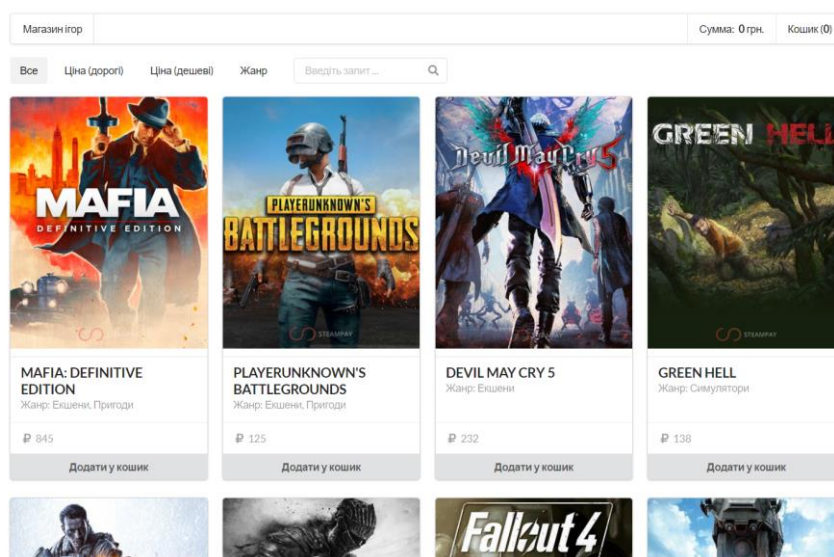 Магазин ігор
Сумма: 0 грн.
Кошик (0)
Все
Ціна (дорогі)
Ціна (дешеві)
Жанр
Введіть запит ...
MAFIA
DEFINITIVE EDITION
PLAYERUNKNOWN'S
BATTLEGROUNDS
STEAMPAY
Devil May Cry 5
GREEN HELL
STEAMPAY
MAFIA: DEFINITIVE
EDITION
Жанр: Екшени, Пригоди
₽ 845
Додати у кошик
PLAYERUNKNOWN'S
BATTLEGROUNDS
Жанр: Екшени, Пригоди
₽ 125
Додати у кошик
DEVIL MAY CRY 5
Жанр: Екшени
₽ 232
Додати у кошик
GREEN HELL
Жанр: Симулятори
₽ 138
Додати у кошик
Fallout 4